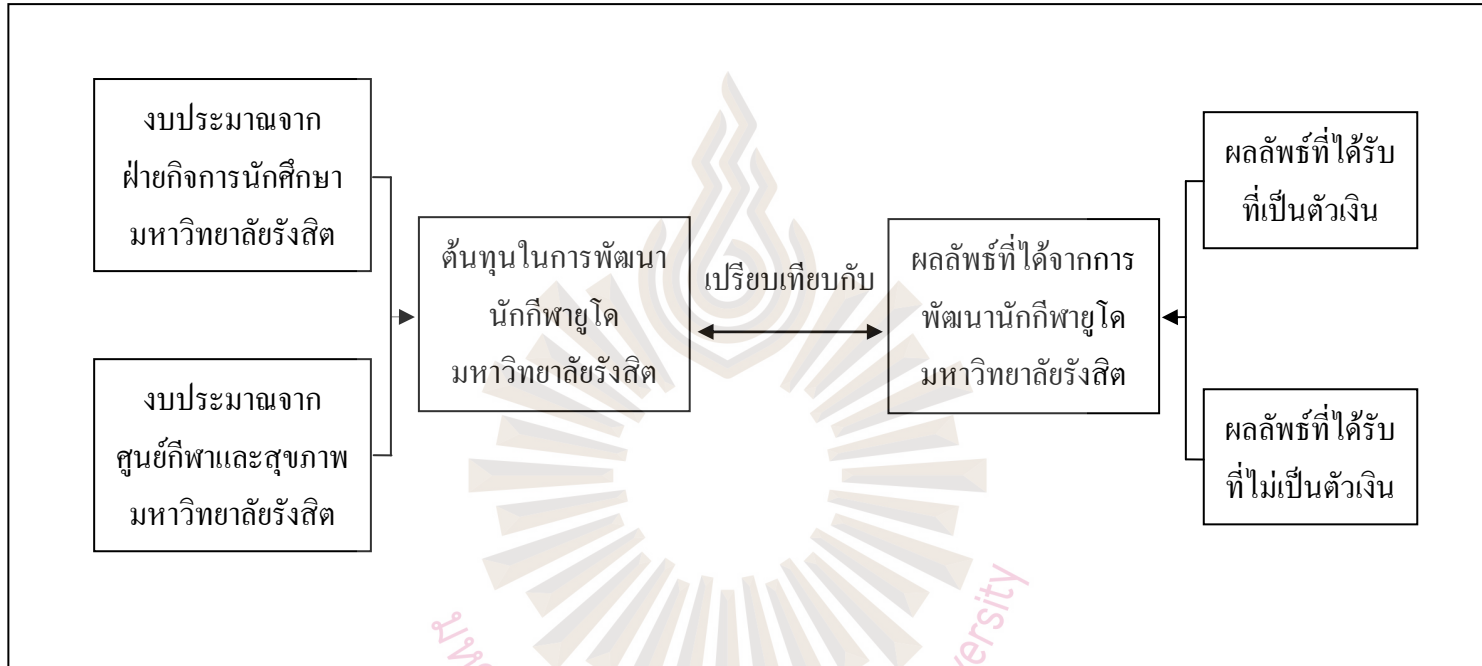 งบประมาณจาก
ฝ่ายกิจการนักศึกษา
มหาวิทยาลัยรังสิต
งบประมาณจาก
ศูนย์กีฬาและสุขภาพ
มหาวิทยาลัยรังสิต
ต้นทุนในการพัฒนา
นักกีฬายูโด
มหาวิทยาลัยรังสิต
เปรียบเทียบกับ
ผลลัพธ์ที่ได้จากการ
พัฒนานักกีฬายูโด
มหาวิทยาลัยรังสิต
ผลลัพธ์ที่ได้รับ
ที่เป็นตัวเงิน
ผลลัพธ์ที่ได้รับ
ที่ไม่เป็นตัวเงิน